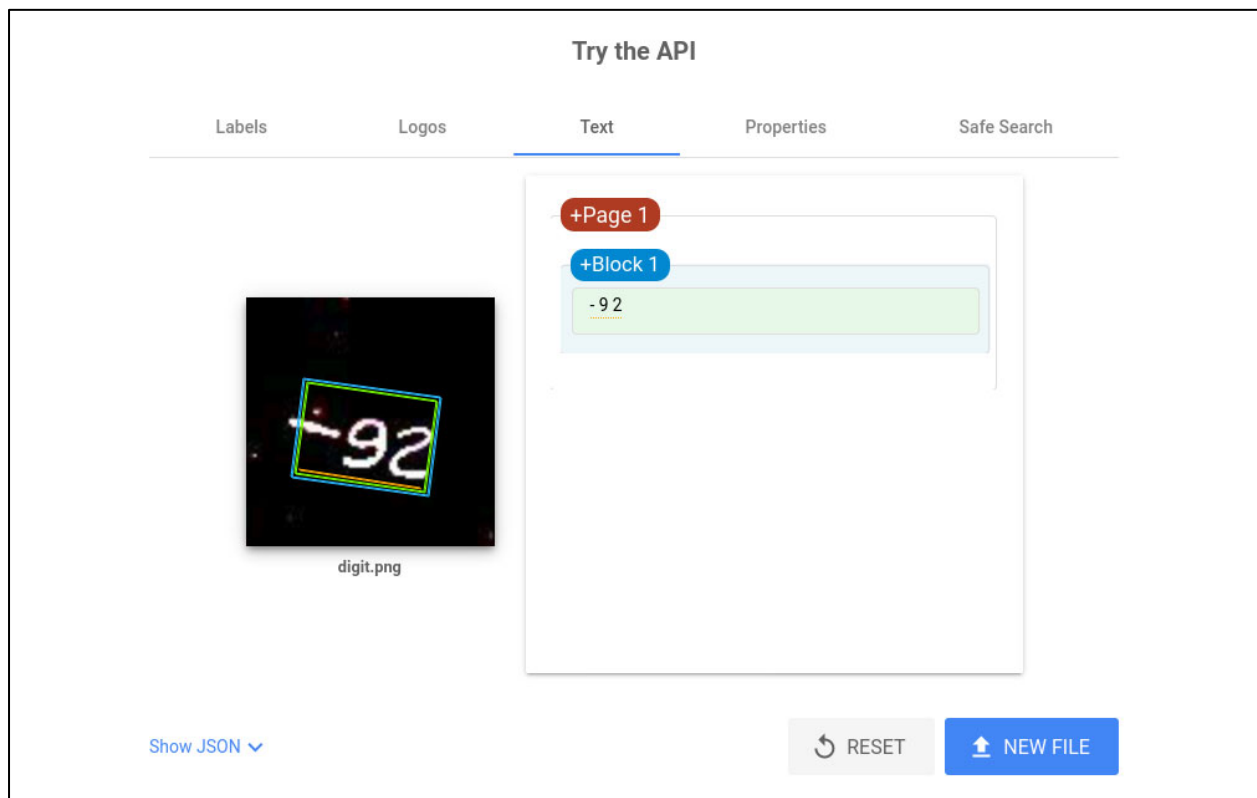 Try the API
Labels Logos Text Properties Safe Search
+Page 1
+Block 1
- 9 2
-92
digit.png
Show JSON RESET NEW FILE